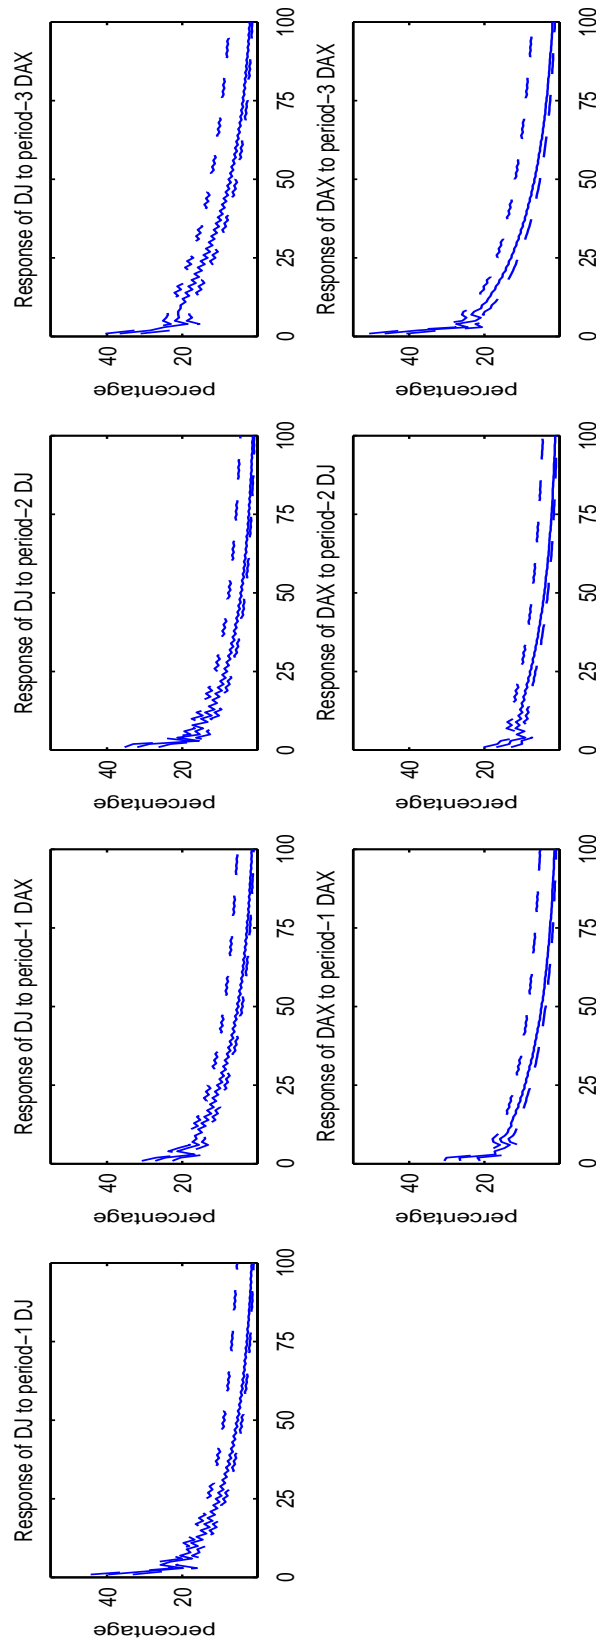 Response of DJ to period−1 DJ
percentage
40
20
0 25 50 75 100
Response of DJ to period−1 DAX
percentage
40
20
0 25 50 75 100
Response of DJ to period−2 DJ
percentage
40
20
0 25 50 75 100
Response of DJ to period−3 DAX
percentage
40
20
0 25 50 75 100
Response of DAX to period−1 DAX
percentage
40
20
0 25 50 75 100
Response of DAX to period−2 DJ
percentage
40
20
0 25 50 75 100
Response of DAX to period−3 DAX
percentage
40
20
0 25 50 75 100